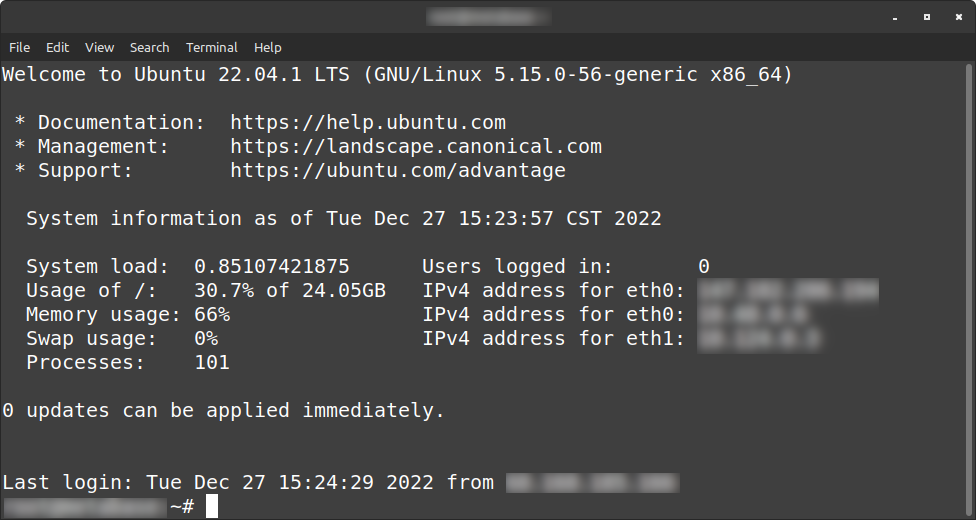 File Edit View Search Terminal Help
Welcome to Ubuntu 22.04.1 LTS (GNU/Linux 5.15.0-56-generic x86_64)
* Documentation: https://help.ubuntu.com
* Management: https://landscape.canonical.com
* Support: https://ubuntu.com/advantage
System information as of Tue Dec 27 15:23:57 CST 2022
System load: 0.85107421875 Users logged in: 0
Usage of /: 30.7% of 24.05GB IPv4 address for eth0:
Memory usage: 66% IPv4 address for eth0:
Swap usage: 0% IPv4 address for eth1:
Processes: 101
0 updates can be applied immediately.
Last login: Tue Dec 27 15:24:29 2022 from
~#